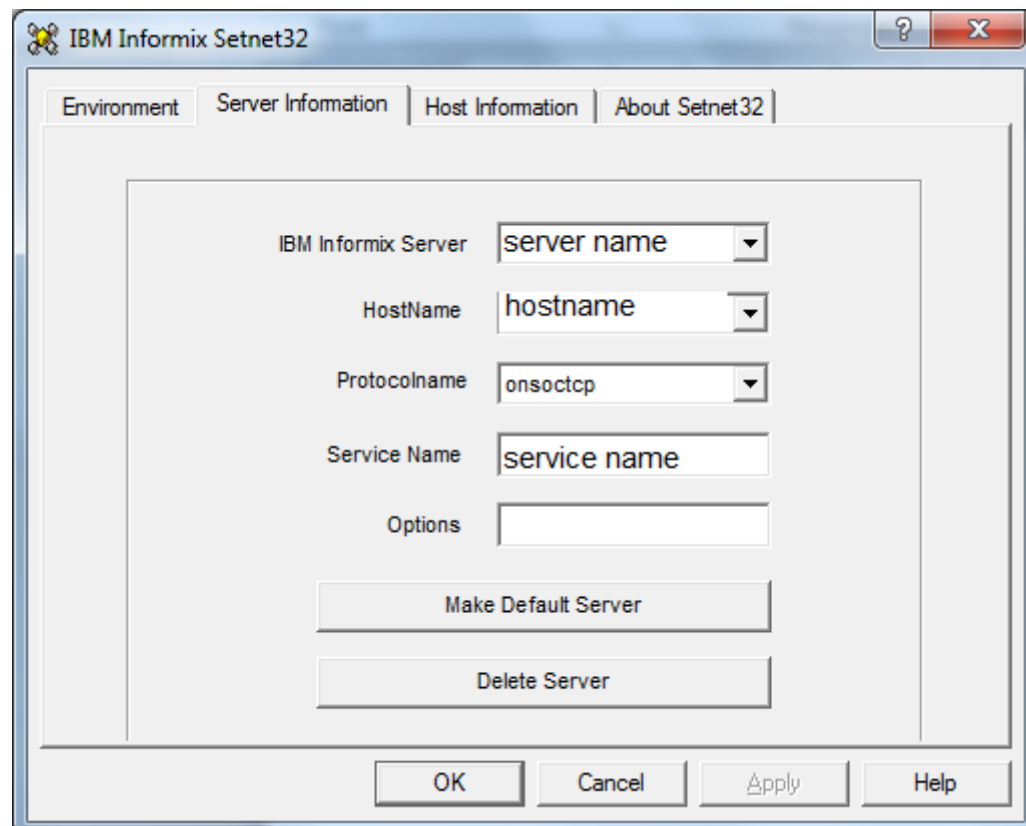 IBM Informix Setnet32
Environment Server Information Host Information About Setnet32
IBM Informix Server server name
HostName hostname
Protocolname onsoctcp
Service Name service name
Options
Make Default Server
Delete Server
OK Cancel Apply Help